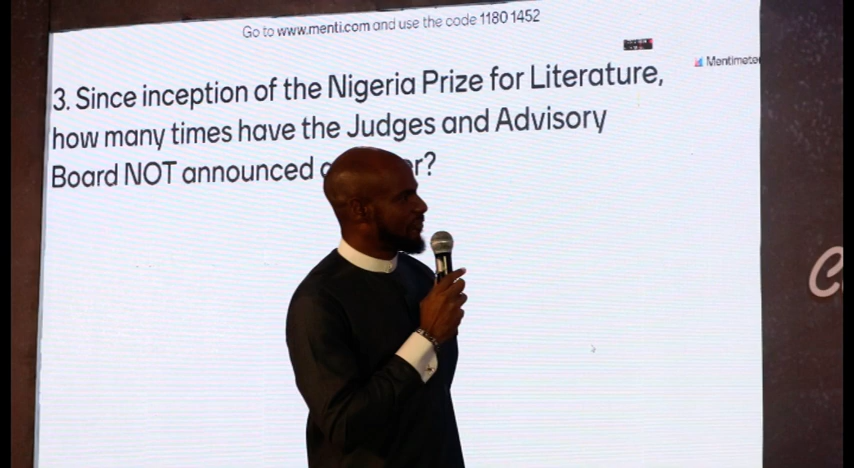 Go to www.menti.com and use the code 1180 1452
Mentimete
3. Since inception of the Nigeria Prize for Literature,
how many times have the Judges and Advisory
Board NOT announced r?
C